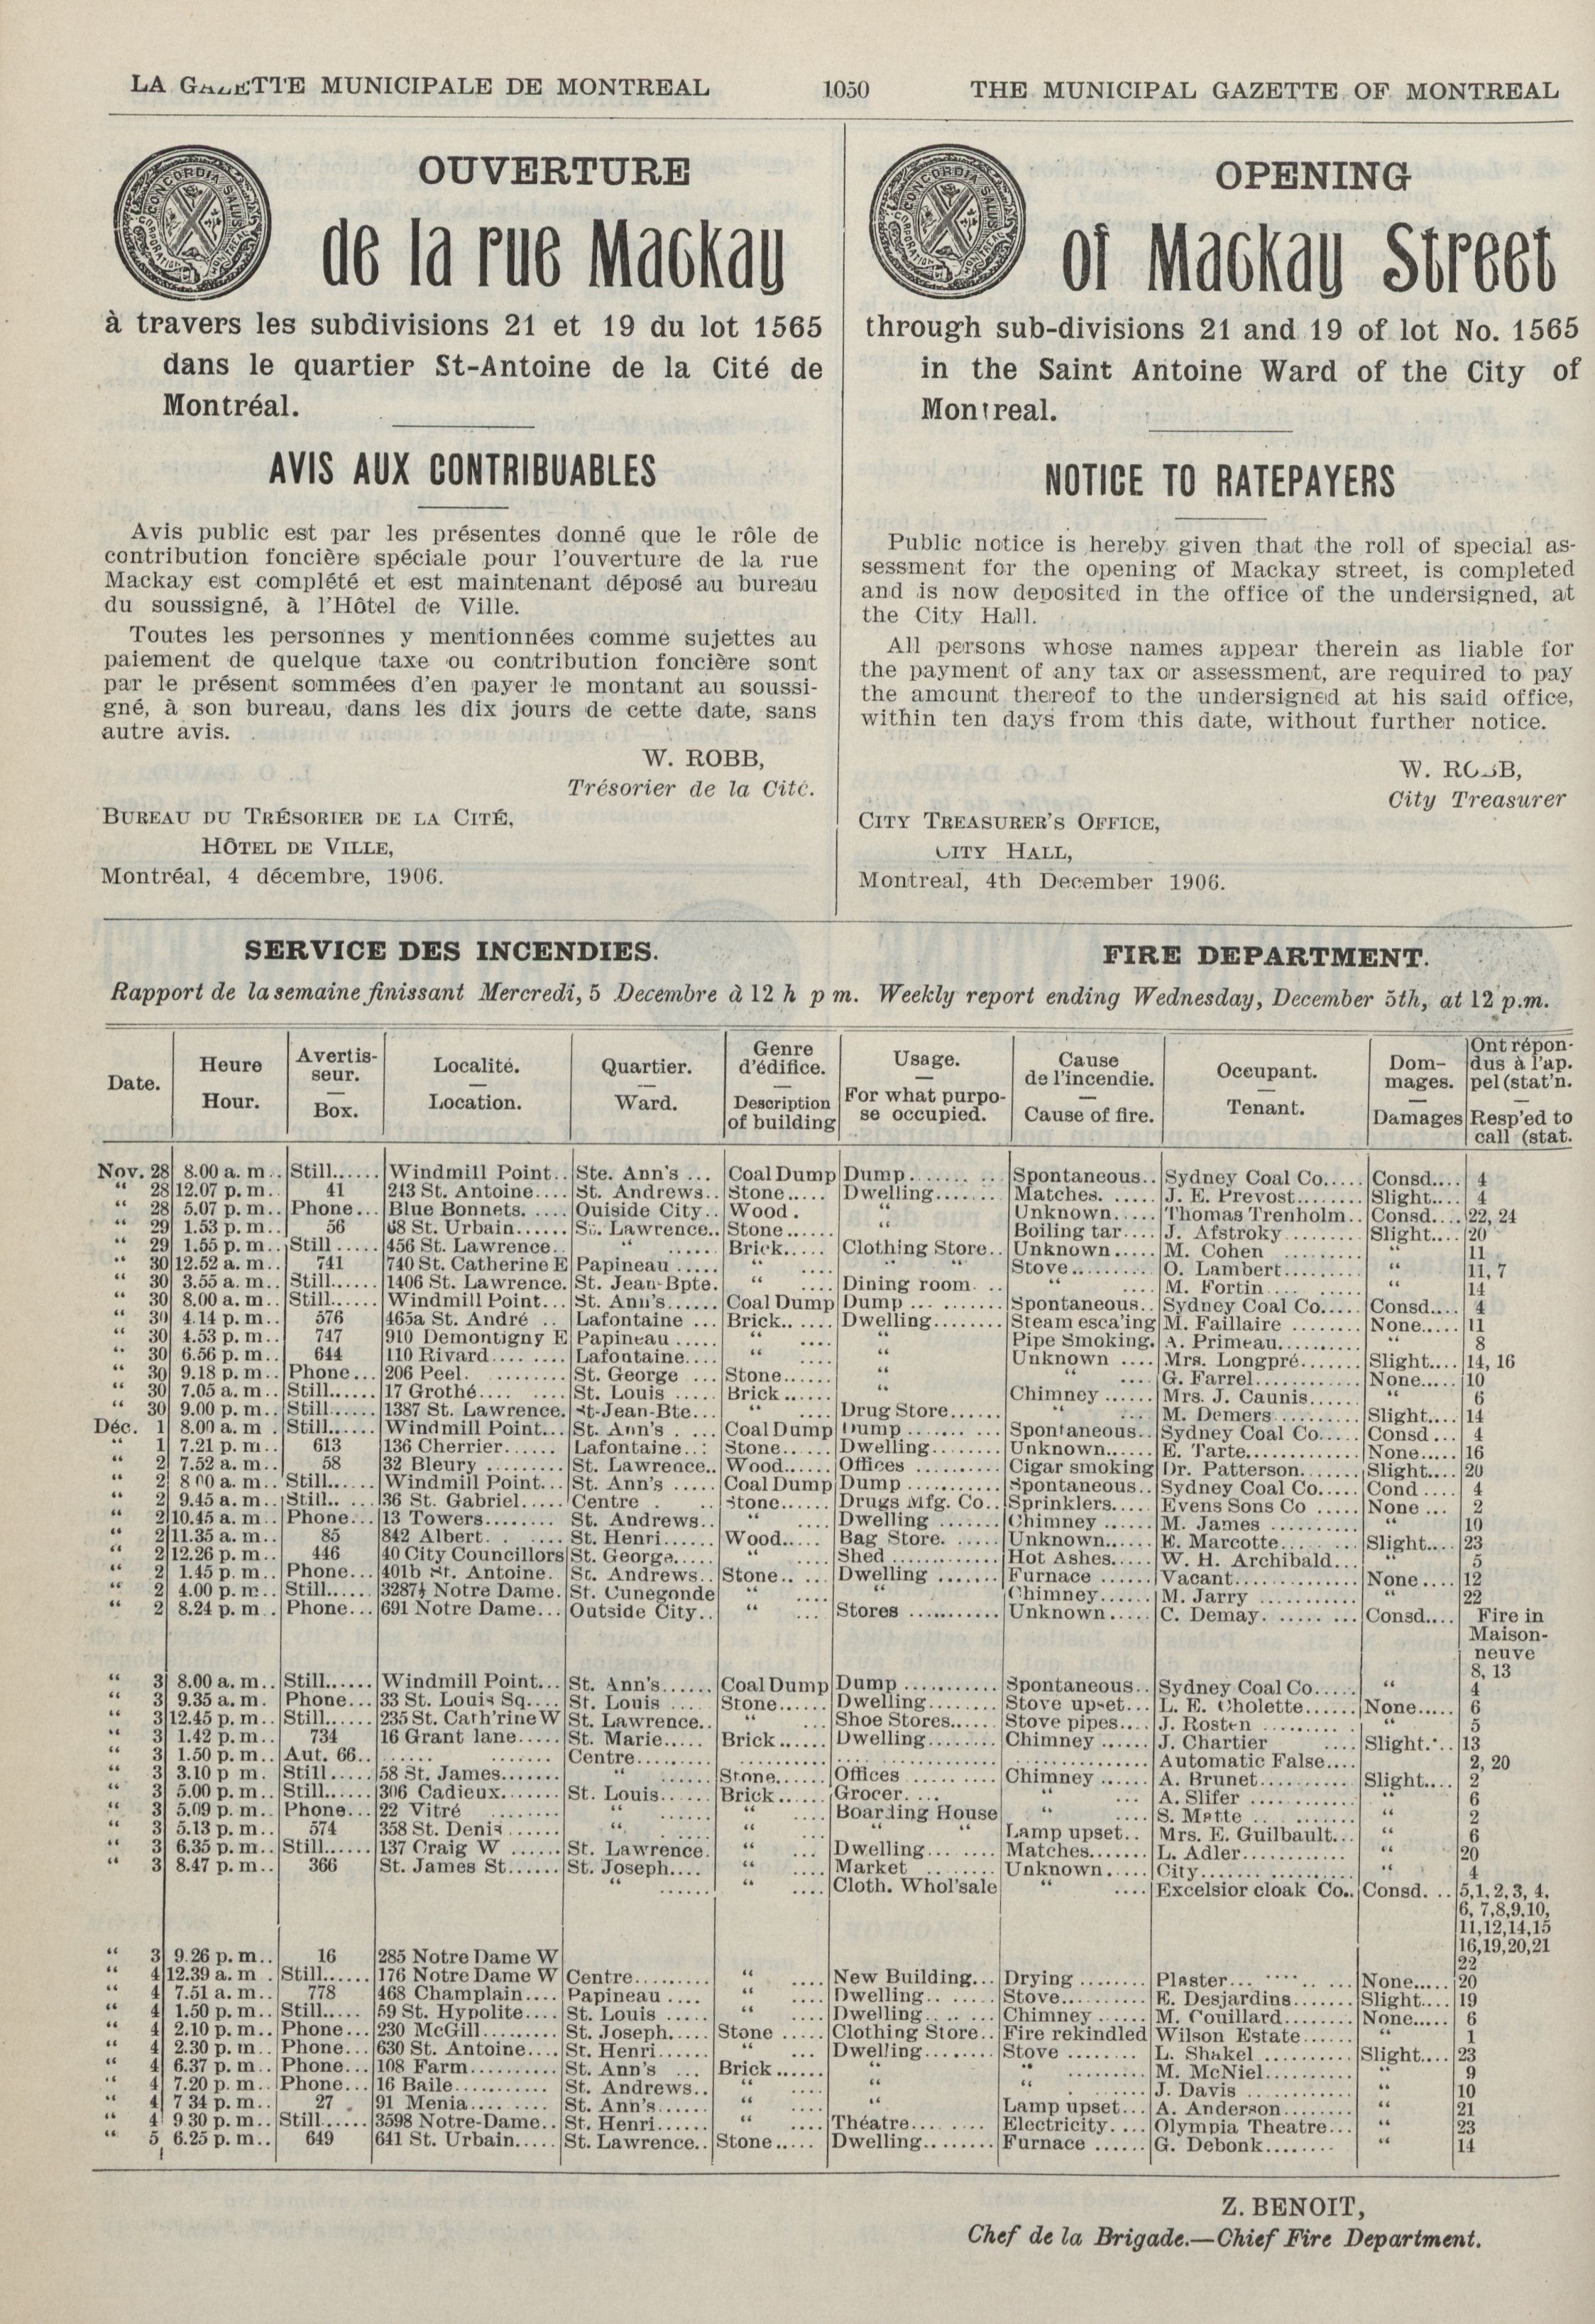 LA GAZETTE MUNICIPALE DE MONTREAL 1050 THE MUNICIPAL GAZETTE OF MONTREAL
OUVERTURE
de la rue Mackay
à travers les subdivisions 21 et 19 du lot 1565
dans le quartier St-Antoine de la Cité de
Montréal.
AVIS AUX CONTRIBUABLES
Avis public est par les présentes donné que le rôle de
contribution foncière spéciale pour l'ouverture de la rue
Mackay est complété et est maintenant déposé au bureau
du soussigné, à l'Hôtel de Ville.
Toutes les personnes y mentionnées comme sujettes au
paiement de quelque taxe ou contribution foncière sont
par le présent sommées d'en payer le montant au soussi-
gné, à son bureau, dans les dix jours de cette date, sans
autre avis.
W. ROBB,
Trésorier de la Cité.
BUREAU DU TRÉSORIER DE LA CITÉ,
HÔTEL DE VILLE,
Montréal, 4 décembre, 1906.
OPENING
of Mackay Street
through sub-divisions 21 and 19 of lot No. 1565
in the Saint Antoine Ward of the City of
Montreal.
NOTICE TO RATEPAYERS
Public notice is hereby given that the roll of special as-
sessment for the opening of Mackay street, is completed
and is now deposited in the office of the undersigned, at
the City Hall.
All persons whose names appear therein as liable for
the payment of any tax or assessment, are required to pay
the amount thereof to the undersigned at his said office,
within ten days from this date, without further notice.
W. ROBB,
City Treasurer
CITY TREASURER'S OFFICE,
CITY HALL,
Montreal, 4th December 1906.
SERVICE DES INCENDIES. FIRE DEPARTMENT.
Rapport de la semaine finissant Mercredi, 5 Decembre à 12 h p m. Weekly report ending Wednesday, December 5th, at 12 p.m.
Date.
Heure
Hour.
Avertis-
seur.
Box.
Localité.
Location.
Quartier.
Ward.
Genre
d'édifice.
Description
of building
Usage.
For what purpo-
se occupied.
Cause
de l'incendie.
Cause of fire.
Occupant.
Tenant.
Dom-
mages.
Damages
Ont répon-
dus à l'ap.
pel (stat'n.
Resp'ed to
call (stat.
Nov. 28 8.00 a. m.. Still...... Windmill Point.. Ste. Ann's ... Coal Dump Dump....... Spontaneous.. Sydney Coal Co..... Consd.... 4
“ 28 12.07 p. m.. 41 243 St. Antoine.... St. Andrews.. Stone..... Dwelling....... Matches. ..... J. E. Prevost........ Slight.... 4
“ 28 5.07 p. m.. Phone... Blue Bonnets. .... Ouiside City.. Wood. “ Unknown..... Thomas Trenholm.. Consd.... 22, 24
“ 29 1.53 p. m.. 56 68 St. Urbain...... St. Lawrence.. Stone...... “ Boiling tar.... J. Afstroky......... Slight.... 20
“ 29 1.55 p. m.. Still ..... 456 St. Lawrence.. “ ...... Brick..... Clothing Store.. Unknown..... M. Cohen ......... “ 11
“ 30 12.52 a. m.. 741 740 St. Catherine E Papineau ..... “ .... “ “ Stove.......... O. Lambert......... “ 11, 7
“ 30 3.55 a. m.. Still...... 1406 St. Lawrence. St. Jean-Bpte. “ .... Dining room. .. “ .... M. Fortin.... ..... “ 14
“ 30 8.00 a. m.. Still...... Windmill Point... St. Ann's...... Coal Dump Dump ... ........ Spontaneous.. Sydney Coal Co..... Consd.... 4
“ 30 4.14 p. m.. 576 465a St. André .. Lafontaine ... Brick.. ..... Dwelling........ Steam esca'ing M. Faillaire ........ None..... 11
“ 30 4.53 p. m.. 747 910 Demontigny E Papineau ..... “ .... “ Pipe Smoking. A. Primeau.......... “ 8
“ 30 6.56 p. m.. 644 110 Rivard.... ..... Lafontaine.... “ .... “ Unknown .... Mrs. Longpré....... Slight.... 14, 16
“ 30 9.18 p. m.. Phone... 206 Peel. ......... St. George ... Stone...... “ “ .... G. Farrel............ None..... 10
“ 30 7.05 a. m.. Still...... 17 Grothé.... .... St. Louis ..... Brick...... “ Chimney ...... Mrs. J. Caunis...... “ 6
“ 30 9.00 p. m.. Still...... 1387 St. Lawrence. St-Jean-Bte... “ .... Drug Store...... “ .... M. Demers.......... Slight.... 14
Déc. 1 8.00 a. m . Still..... Windmill Point... St. Ann's . ... Coal Dump Dump ....... ... Spontaneous.. Sydney Coal Co..... Consd ... 4
“ 1 7.21 p. m.. 613 136 Cherrier...... Lafontaine..: Stone...... Dwelling........ Unknown...... E. Tarte............ None..... 16
“ 2 7.52 a. m.. 58 32 Bleury ......... St. Lawrence.. Wood...... Offices .......... Cigar smoking Dr. Patterson....... Slight.... 20
“ 2 8 00 a. m.. Still..... Windmill Point... St. Ann's ..... Coal Dump Dump ........... Spontaneous.. Sydney Coal Co..... Cond .... 4
“ 2 9.45 a. m.. Still.. ... 36 St. Gabriel..... Centre . .. Stone...... Drugs Mfg. Co.. Sprinklers.... Evens Sons Co ..... None ... 2
“ 2 10.45 a. m.. Phone... 13 Towers........ St. Andrews.. “ .... Dwelling ....... Chimney ...... M. James .......... “ 10
“ 2 11.35 a. m.. 85 842 Albert. . ..... St. Henri...... Wood..... Bag Store. ..... Unknown...... E. Marcotte... ..... Slight.... 23
“ 2 12.26 p. m.. 446 40 City Councillors St. George..... “ .... Shed ............ Hot Ashes..... W. H. Archibald... “ 5
“ 2 1.45 p. m.. Phone... 401b St. Antoine. St. Andrews.. Stone.. ... Dwelling ....... Furnace ...... Vacant............. None.... 12
“ 2 4.00 p. m.. Still...... 3287½ Notre Dame. St. Cunegonde “ .... “ Chimney...... M. Jarry ........... “ 22
“ 2 8.24 p. m.. Phone... 691 Notre Dame... Outside City.. “ ... Stores ........... Unknown..... C. Demay. ...... ... Consd.... Fire in
Maison-
neuve
8, 13
“ 3 8.00 a. m.. Still...... Windmill Point... St. Ann's...... Coal Dump Dump ........... Spontaneous.. Sydney Coal Co..... “ 4
“ 3 9.35 a. m. Phone... 33 St. Louis Sq.... St. Louis .... Stone...... Dwelling........ Stove upset... L. E. Cholette...... None..... 6
“ 3 12.45 p. m.. Still...... 235 St. Cath'rine W St. Lawrence.. “ ... Shoe Stores...... Stove pipes.... J. Rosten .......... “ 5
“ 3 1.42 p. m.. 734 16 Grant lane..... St. Marie..... Brick...... Dwelling........ Chimney ...... J. Chartier .... Slight... 13
“ 3 1.50 p. m.. Aut. 66.. ...... ....... Centre......... ......... ............ ............ Automatic False.... 2, 20
“ 3 3.10 p m. Still..... 58 St. James....... “ ...... Stone...... Offices .......... Chimney ...... A. Brunet........... Slight.... 2
“ 3 5.00 p. m.. Still...... 306 Cadieux....... St. Louis...... Brick...... Grocer. ... “ ... A. Slifer ............ “ 6
“ 3 5.09 p. m.. Phone... 22 Vitré ........ “ ...... “ .... Boarding House “ .... S. Matte .. ....... “ 2
“ 3 5.13 p. m.. 574 358 St. Denis ...... “ ..... “ ... “ “ Lamp upset.. Mrs. E. Guilbault... “ 6
“ 3 6.35 p. m.. Still...... 137 Craig W ...... St. Lawrence. “ ... Dwelling... ..... Matches....... L. Adler............ “ 20
“ 3 8.47 p. m.. 366 St. James St...... St. Joseph.... “ .... Market ........ Unknown..... City................. “ 4
“ ...... “ .... Cloth. Whol'sale “ .... Excelsior cloak Co.. Consd. .. 5,1,2,3, 4,
6, 7,8,9,10,
11,12,14,15
16,19,20,21
22
“ 3 9.26 p. m.. 16 285 Notre Dame W
“ 4 12.39 a. m . Still...... 176 Notre Dame W Centre......... “ .... New Building... Drying ........ Plaster... .... .. ... None..... 20
“ 4 7.51 a. m.. 778 468 Champlain.... Papineau .... “ .... Dwelling.. ..... Stove.......... E. Desjardins....... Slight.... 19
“ 4 1.50 p. m.. Still..... 59 St. Hypolite.... St. Louis ..... “ .... Dwelling.. .. ... Chimney ...... M. Couillard........ None..... 6
“ 4 2.10 p. m.. Phone... 230 McGill......... St. Joseph..... Stone ..... Clothing Store.. Fire rekindled Wilson Estate...... “ 1
“ 4 2.30 p. m.. Phone... 630 St. Antoine.... St. Henri...... “ ... Dwelling........ Stove ........ L. Shakel .......... Slight.... 23
“ 4 6.37 p. m.. Phone... 108 Farm.......... St. Ann's ... Brick...... “ “ ......... M. McNiel.......... “ 9
“ 4 7.20 p. m.. Phone... 16 Baile........... St. Andrews.. “ .... “ “ ...... J. Davis ............ “ 10
“ 4 7 34 p. m.. 27 91 Menia......... St. Ann's...... “ .... “ Lamp upset... A. Anderson........ “ 21
“ 4 9 30 p. m.. Still...... 3598 Notre-Dame.. St. Henri...... “ .... Théatre........ Electricity. ... Olympia Theatre... “ 23
“ 5 6.25 p. m.. 649 641 St. Urbain..... St. Lawrence.. Stone..... Dwelling........ Furnace ...... G. Debonk........ “ 14
Z. BENOIT,
Chef de la Brigade.—Chief Fire Department.